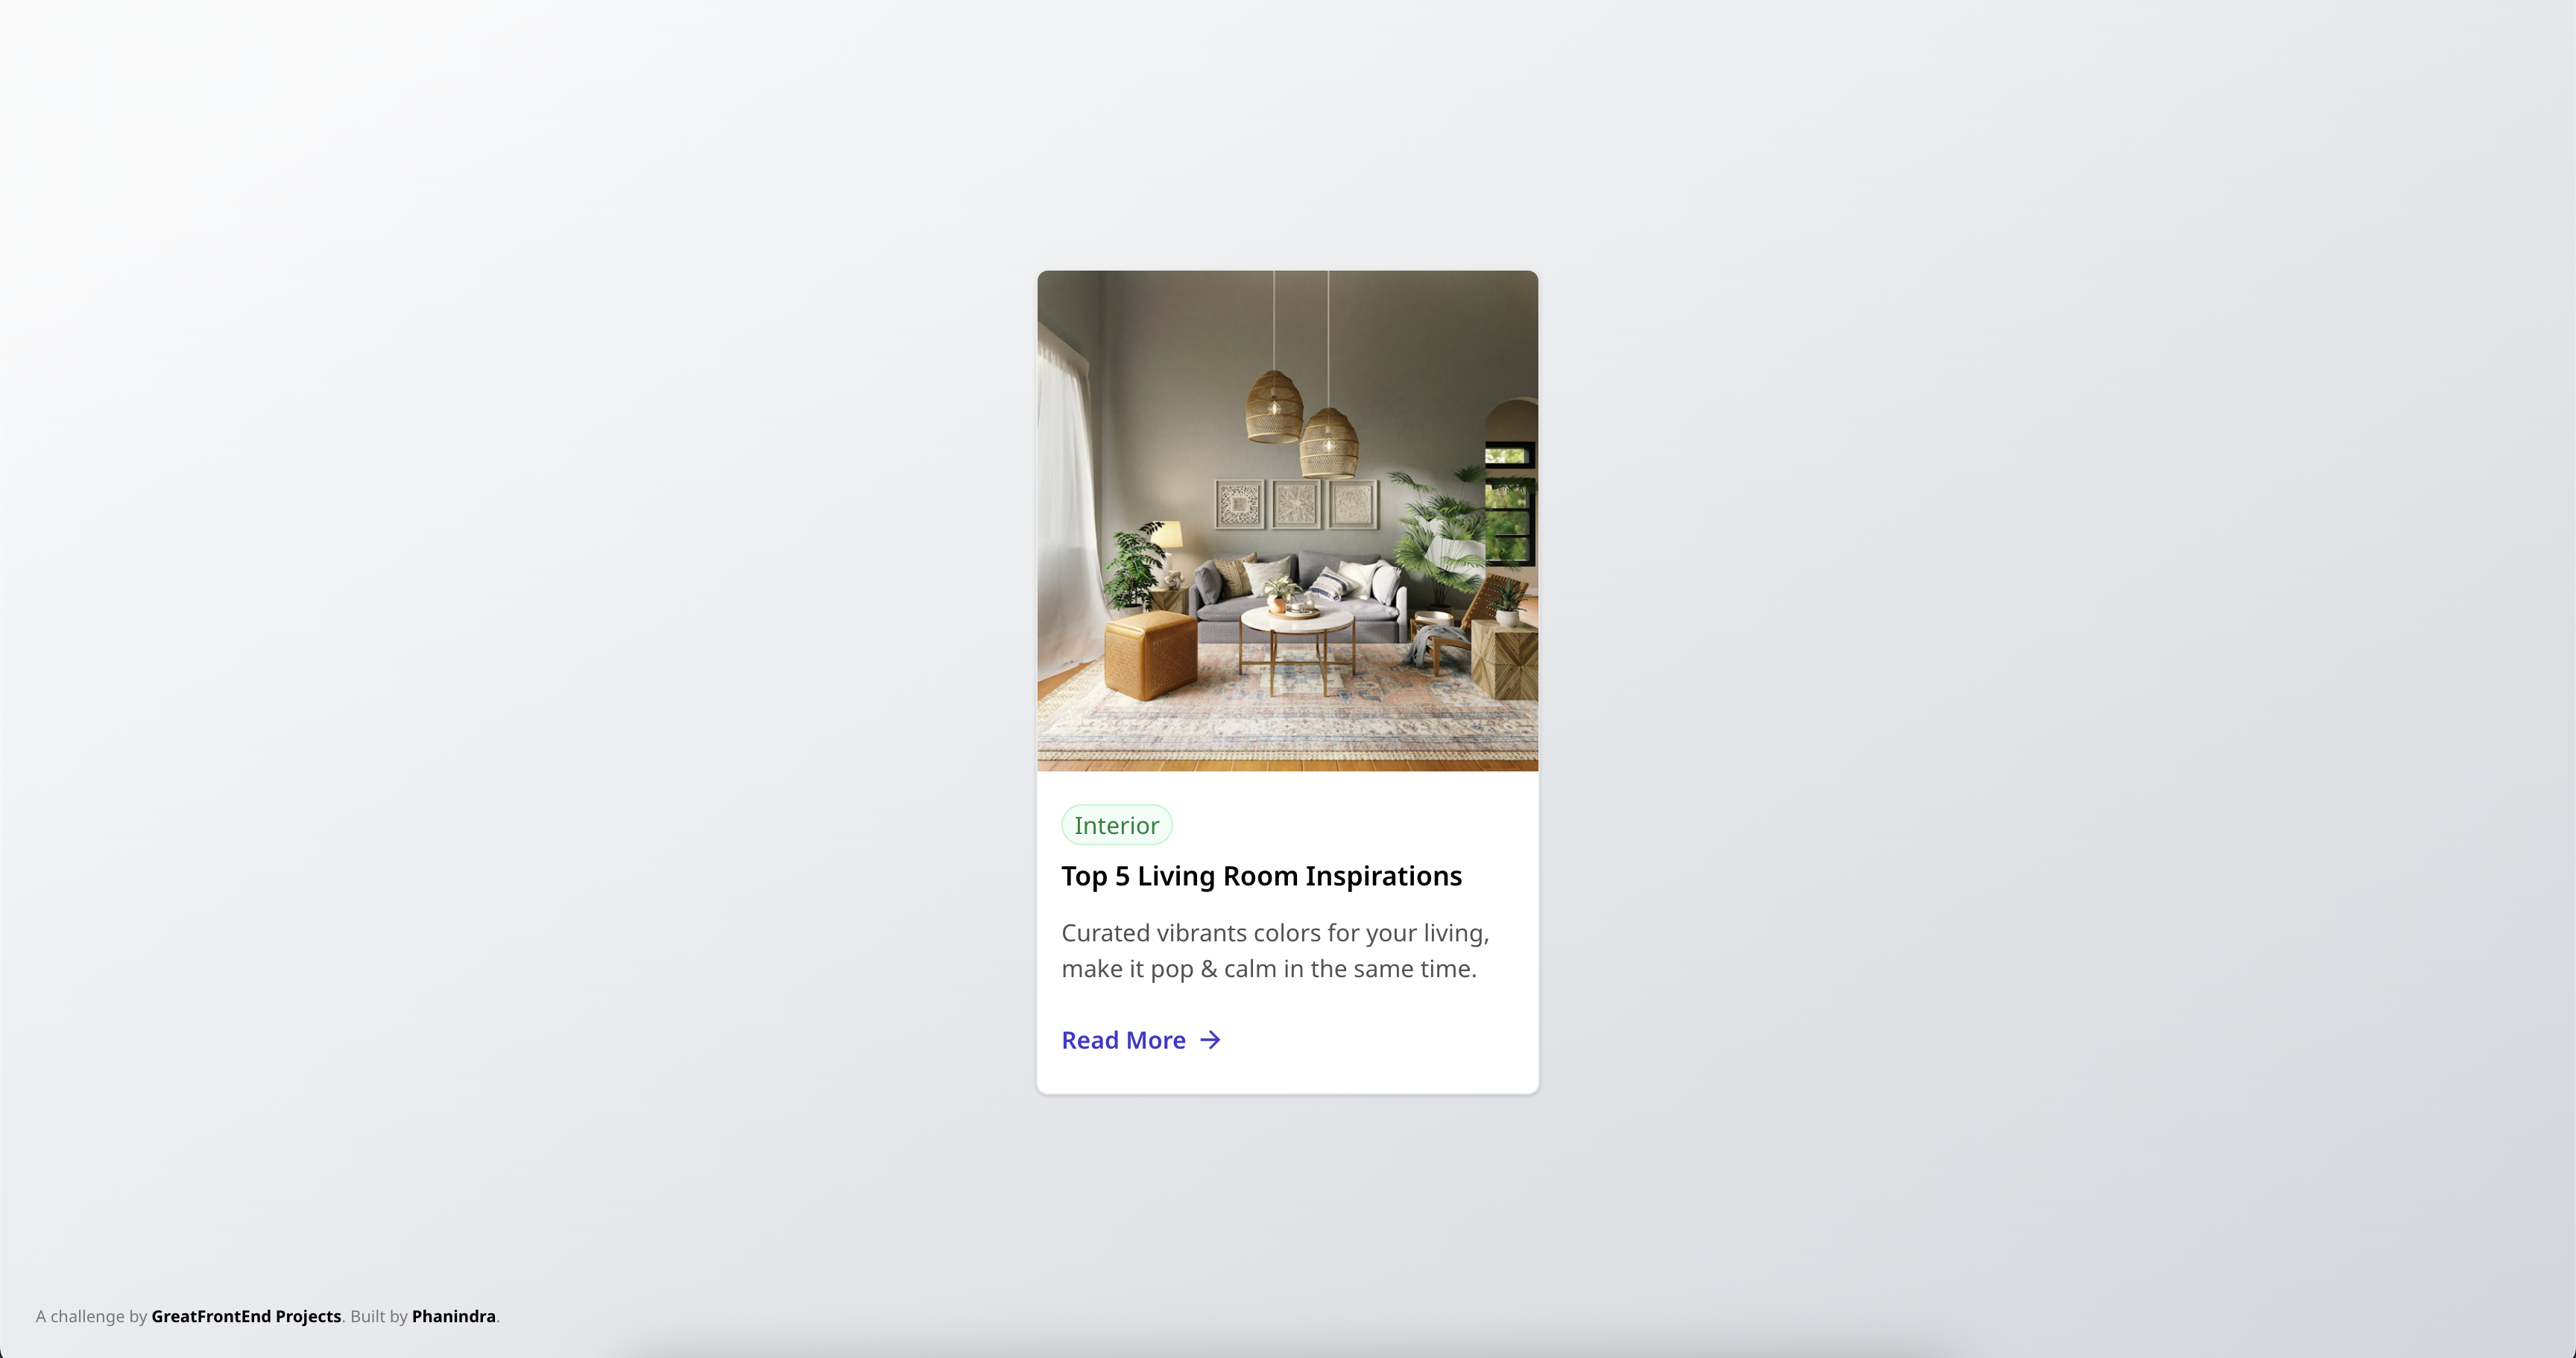 Interior
Top 5 Living Room Inspirations
Curated vibrants colors for your living,
make it pop & calm in the same time.
Read More
A challenge by GreatFrontEnd Projects. Built by Phanindra.